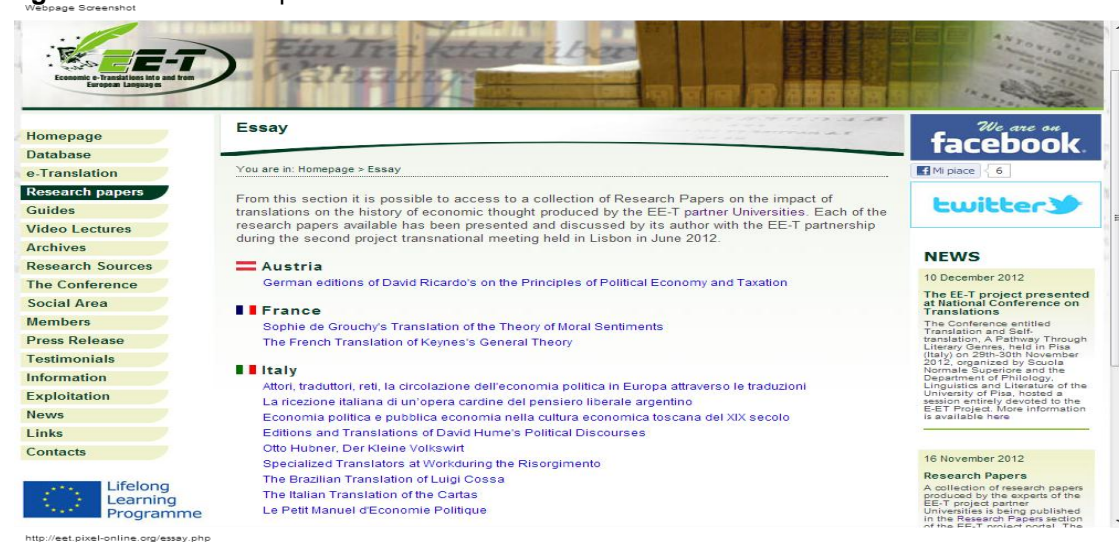 Webpage Screenshot
EE-T
Economic e-Translations into and from
European Languages
Ein Traktat über
Währung
Homepage
Database
e-Translation
Research papers
Guides
Video Lectures
Archives
Research Sources
The Conference
Social Area
Members
Press Release
Testimonials
Information
Exploitation
News
Links
Contacts
Lifelong
Learning
Programme
Essay
You are in: Homepage > Essay
From this section it is possible to access to a collection of Research Papers on the impact of
translations on the history of economic thought produced by the EE-T partner Universities. Each of the
research papers available has been presented and discussed by its author with the EE-T partnership
during the second project transnational meeting held in Lisbon in June 2012.
Austria
German editions of David Ricardo's on the Principles of Political Economy and Taxation
France
Sophie de Grouchy's Translation of the Theory of Moral Sentiments
The French Translation of Keynes's General Theory
Italy
Attori, traduttori, reti, la circolazione dell'economia politica in Europa attraverso le traduzioni
La ricezione italiana di un'opera cardine del pensiero liberale argentino
Economia politica e pubblica economia nella cultura economica toscana del XIX secolo
Editions and Translations of David Hume's Political Discourses
Otto Hubner, Der Kleine Volkswirt
Specialized Translators at Workduring the Risorgimento
The Brazilian Translation of Luigi Cossa
The Italian Translation of the Cartas
Le Petit Manuel d'Economie Politique
We are on
facebook.
Mi piace 6
twitter
NEWS
10 December 2012
The EE-T project presented
at National Conference on
Translations
The Conference entitled
Translation and Self-
translation, A Pathway Through
Literary Genres, held in Pisa
(Italy) on 29th-30th November
2012, organized by Scuola
Normale Superiore and the
Department of Philology,
Linguistics and Literature of the
University of Pisa, hosted a
session entirely devoted to the
E-ET Project. More information
is available here
16 November 2012
Research Papers
A collection of research papers
produced by the experts of the
EE-T project partner
Universities is being published
in the Research Papers section
of the EE-T project portal. The
http://eet.pixel-online.org/essay.php